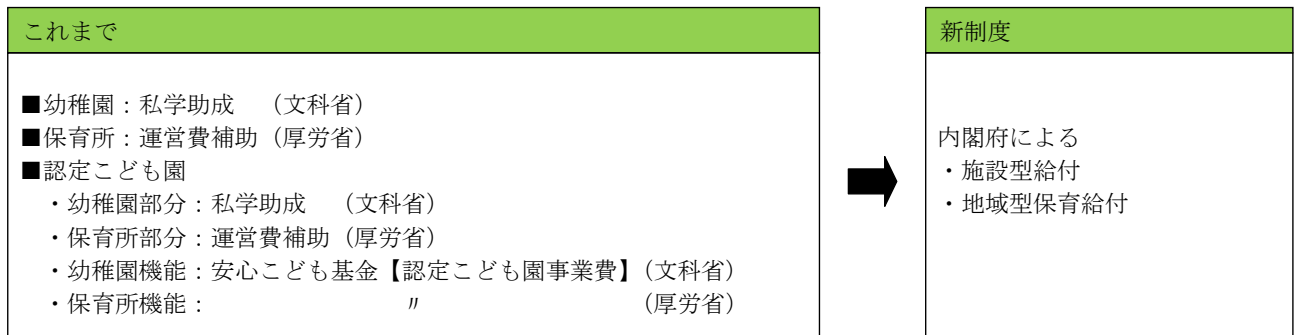 これまで
■幼稚園：私学助成　（文科省）
■保育所：運営費補助（厚労省）
■認定こども園
・幼稚園部分：私学助成　（文科省）
・保育所部分：運営費補助（厚労省）
・幼稚園機能：安心こども基金【認定こども園事業費】（文科省）
・保育所機能：　　　　　　　〃　　　　　　　（厚労省）
新制度
内閣府による
・施設型給付
・地域型保育給付